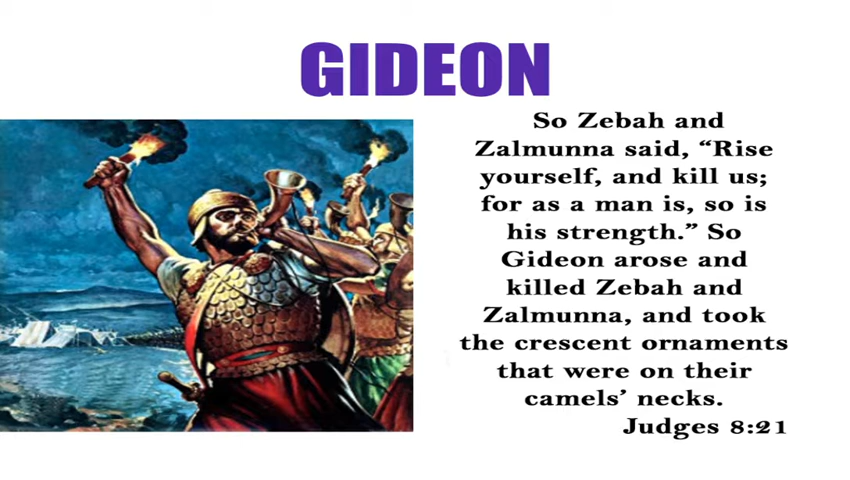 GIDEON
So Zebah and
Zalmunna said, “Rise
yourself, and kill us;
for as a man is, so is
his strength.” So
Gideon arose and
killed Zebah and
Zalmunna, and took
the crescent ornaments
that were on their
camels’ necks.
Judges 8:21